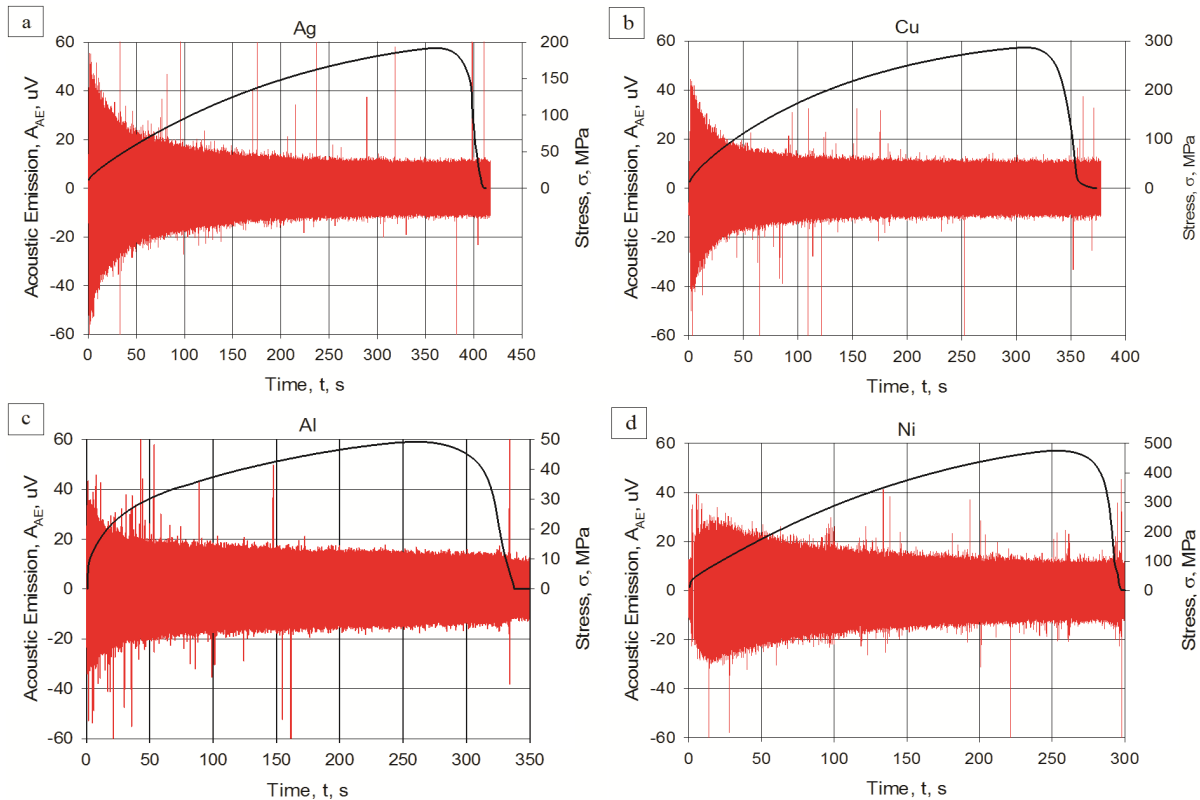 a
Ag
60
40
20
0
-20
-40
-60
200
150
100
50
0
0 50 100 150 200 250 300 350 400 450
Acoustic Emission, A_AE, uV
Stress, σ, MPa
Time, t, s
b
Cu
60
40
20
0
-20
-40
-60
300
200
100
0
0 50 100 150 200 250 300 350 400
Acoustic Emission, A_AE, uV
Stress, σ, MPa
Time, t, s
c
Al
60
40
20
0
-20
-40
-60
50
40
30
20
10
0
0 50 100 150 200 250 300 350
Acoustic Emission, A_AE, uV
Stress, σ, MPa
Time, t, s
d
Ni
60
40
20
0
-20
-40
-60
500
400
300
200
100
0
0 50 100 150 200 250 300
Acoustic Emission, A_AE, uV
Stress, σ, MPa
Time, t, s